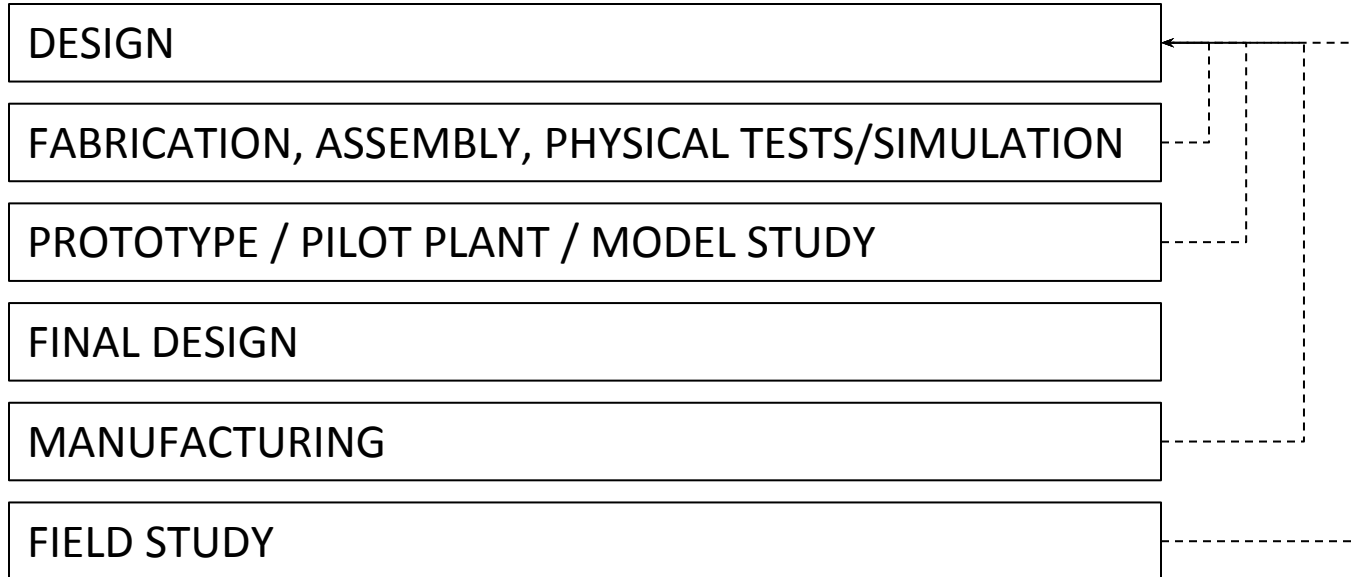 DESIGN
FABRICATION, ASSEMBLY, PHYSICAL TESTS/SIMULATION
PROTOTYPE / PILOT PLANT / MODEL STUDY
FINAL DESIGN
MANUFACTURING
FIELD STUDY